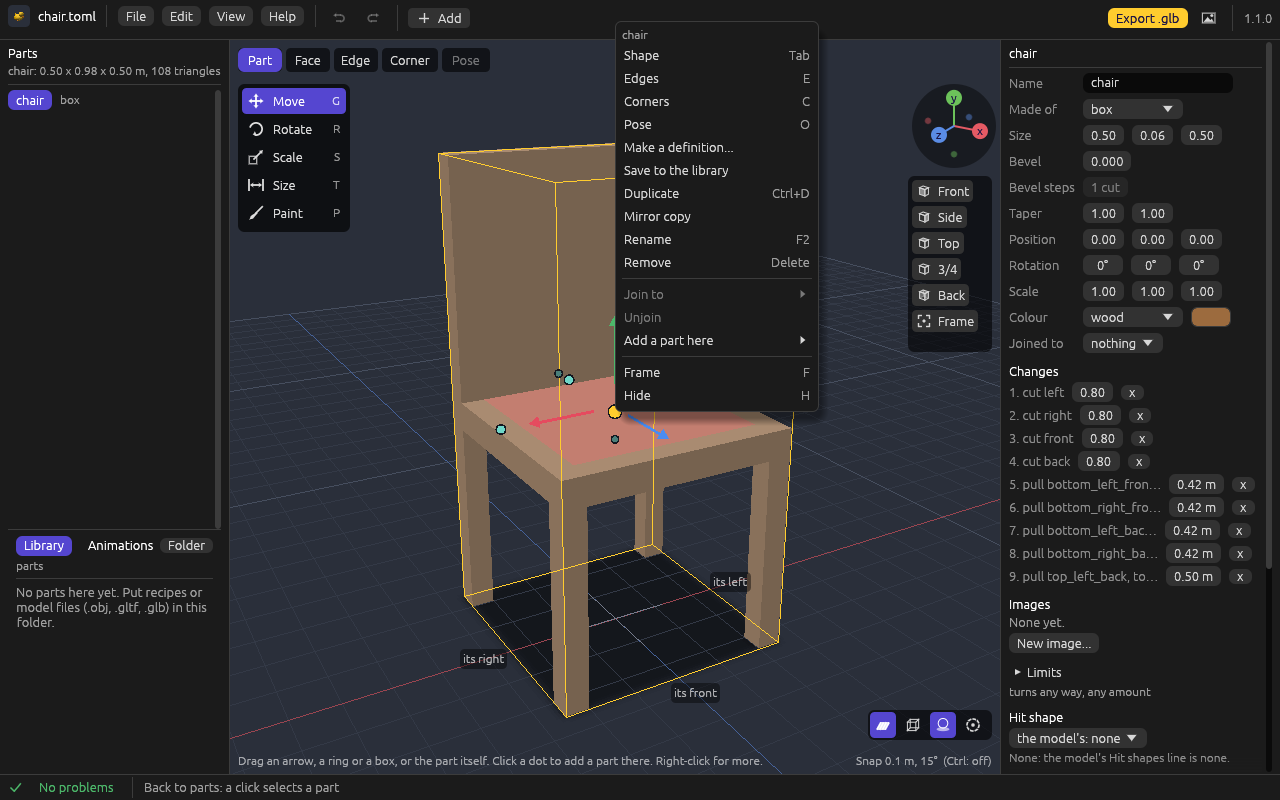 chair.toml File Edit View Help + Add Export .glb 1.1.0
Parts
chair: 0.50 x 0.98 x 0.50 m, 108 triangles
chair box
Library Animations Folder
parts
No parts here yet. Put recipes or
model files (.obj, .gltf, .glb) in this
folder.
Part Face Edge Corner Pose
Move G
Rotate R
Scale S
Size T
Paint P
chair
Shape Tab
Edges E
Corners C
Pose O
Make a definition...
Save to the library
Duplicate Ctrl+D
Mirror copy
Rename F2
Remove Delete
Join to
Unjoin
Add a part here
Frame F
Hide H
y
x
z
Front
Side
Top
3/4
Back
Frame
its left
its right
its front
Drag an arrow, a ring or a box, or the part itself. Click a dot to add a part there. Right-click for more.
Snap 0.1 m, 15° (Ctrl: off)
chair
Name chair
Made of box
Size 0.50 0.06 0.50
Bevel 0.000
Bevel steps 1 cut
Taper 1.00 1.00
Position 0.00 0.00 0.00
Rotation 0° 0° 0°
Scale 1.00 1.00 1.00
Colour wood
Joined to nothing
Changes
1. cut left 0.80 x
2. cut right 0.80 x
3. cut front 0.80 x
4. cut back 0.80 x
5. pull bottom_left_fron... 0.42 m x
6. pull bottom_right_fro... 0.42 m x
7. pull bottom_left_bac... 0.42 m x
8. pull bottom_right_ba... 0.42 m x
9. pull top_left_back, to... 0.50 m x
Images
None yet.
New image...
Limits
turns any way, any amount
Hit shape
the model's: none
None: the model's Hit shapes line is none.
No problems Back to parts: a click selects a part